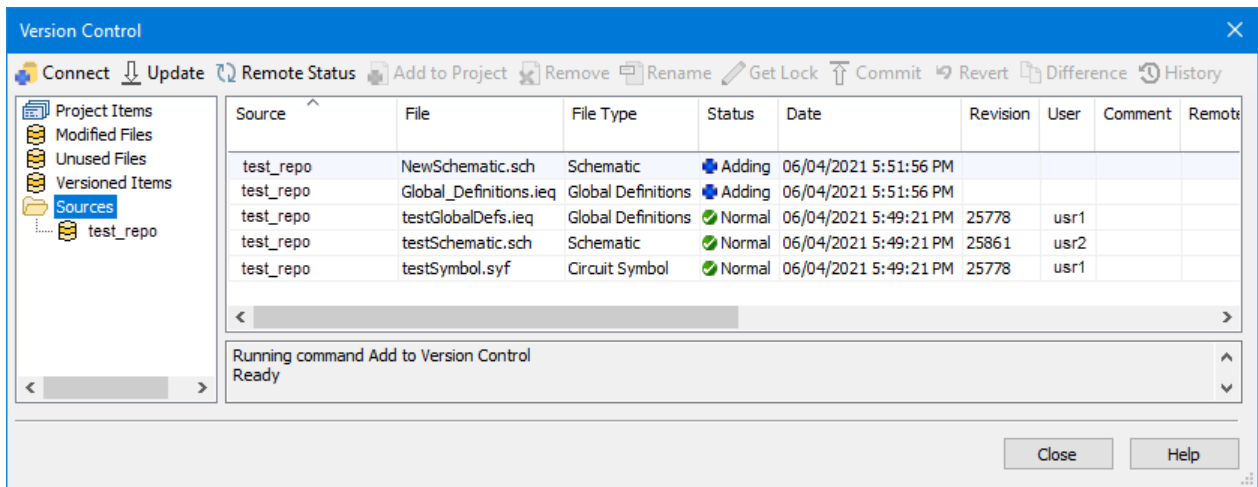 Version Control
Connect Update Remote Status Add to Project Remove Rename Get Lock Commit Revert Difference History
Project Items
Modified Files
Unused Files
Versioned Items
Sources
test_repo
Source File File Type Status Date Revision User Comment Remote
test_repo NewSchematic.sch Schematic Adding 06/04/2021 5:51:56 PM
test_repo Global_Definitions.ieq Global Definitions Adding 06/04/2021 5:51:56 PM
test_repo testGlobalDefs.ieq Global Definitions Normal 06/04/2021 5:49:21 PM 25778 usr1
test_repo testSchematic.sch Schematic Normal 06/04/2021 5:49:21 PM 25861 usr2
test_repo testSymbol.syf Circuit Symbol Normal 06/04/2021 5:49:21 PM 25778 usr1
Running command Add to Version Control
Ready
Close Help